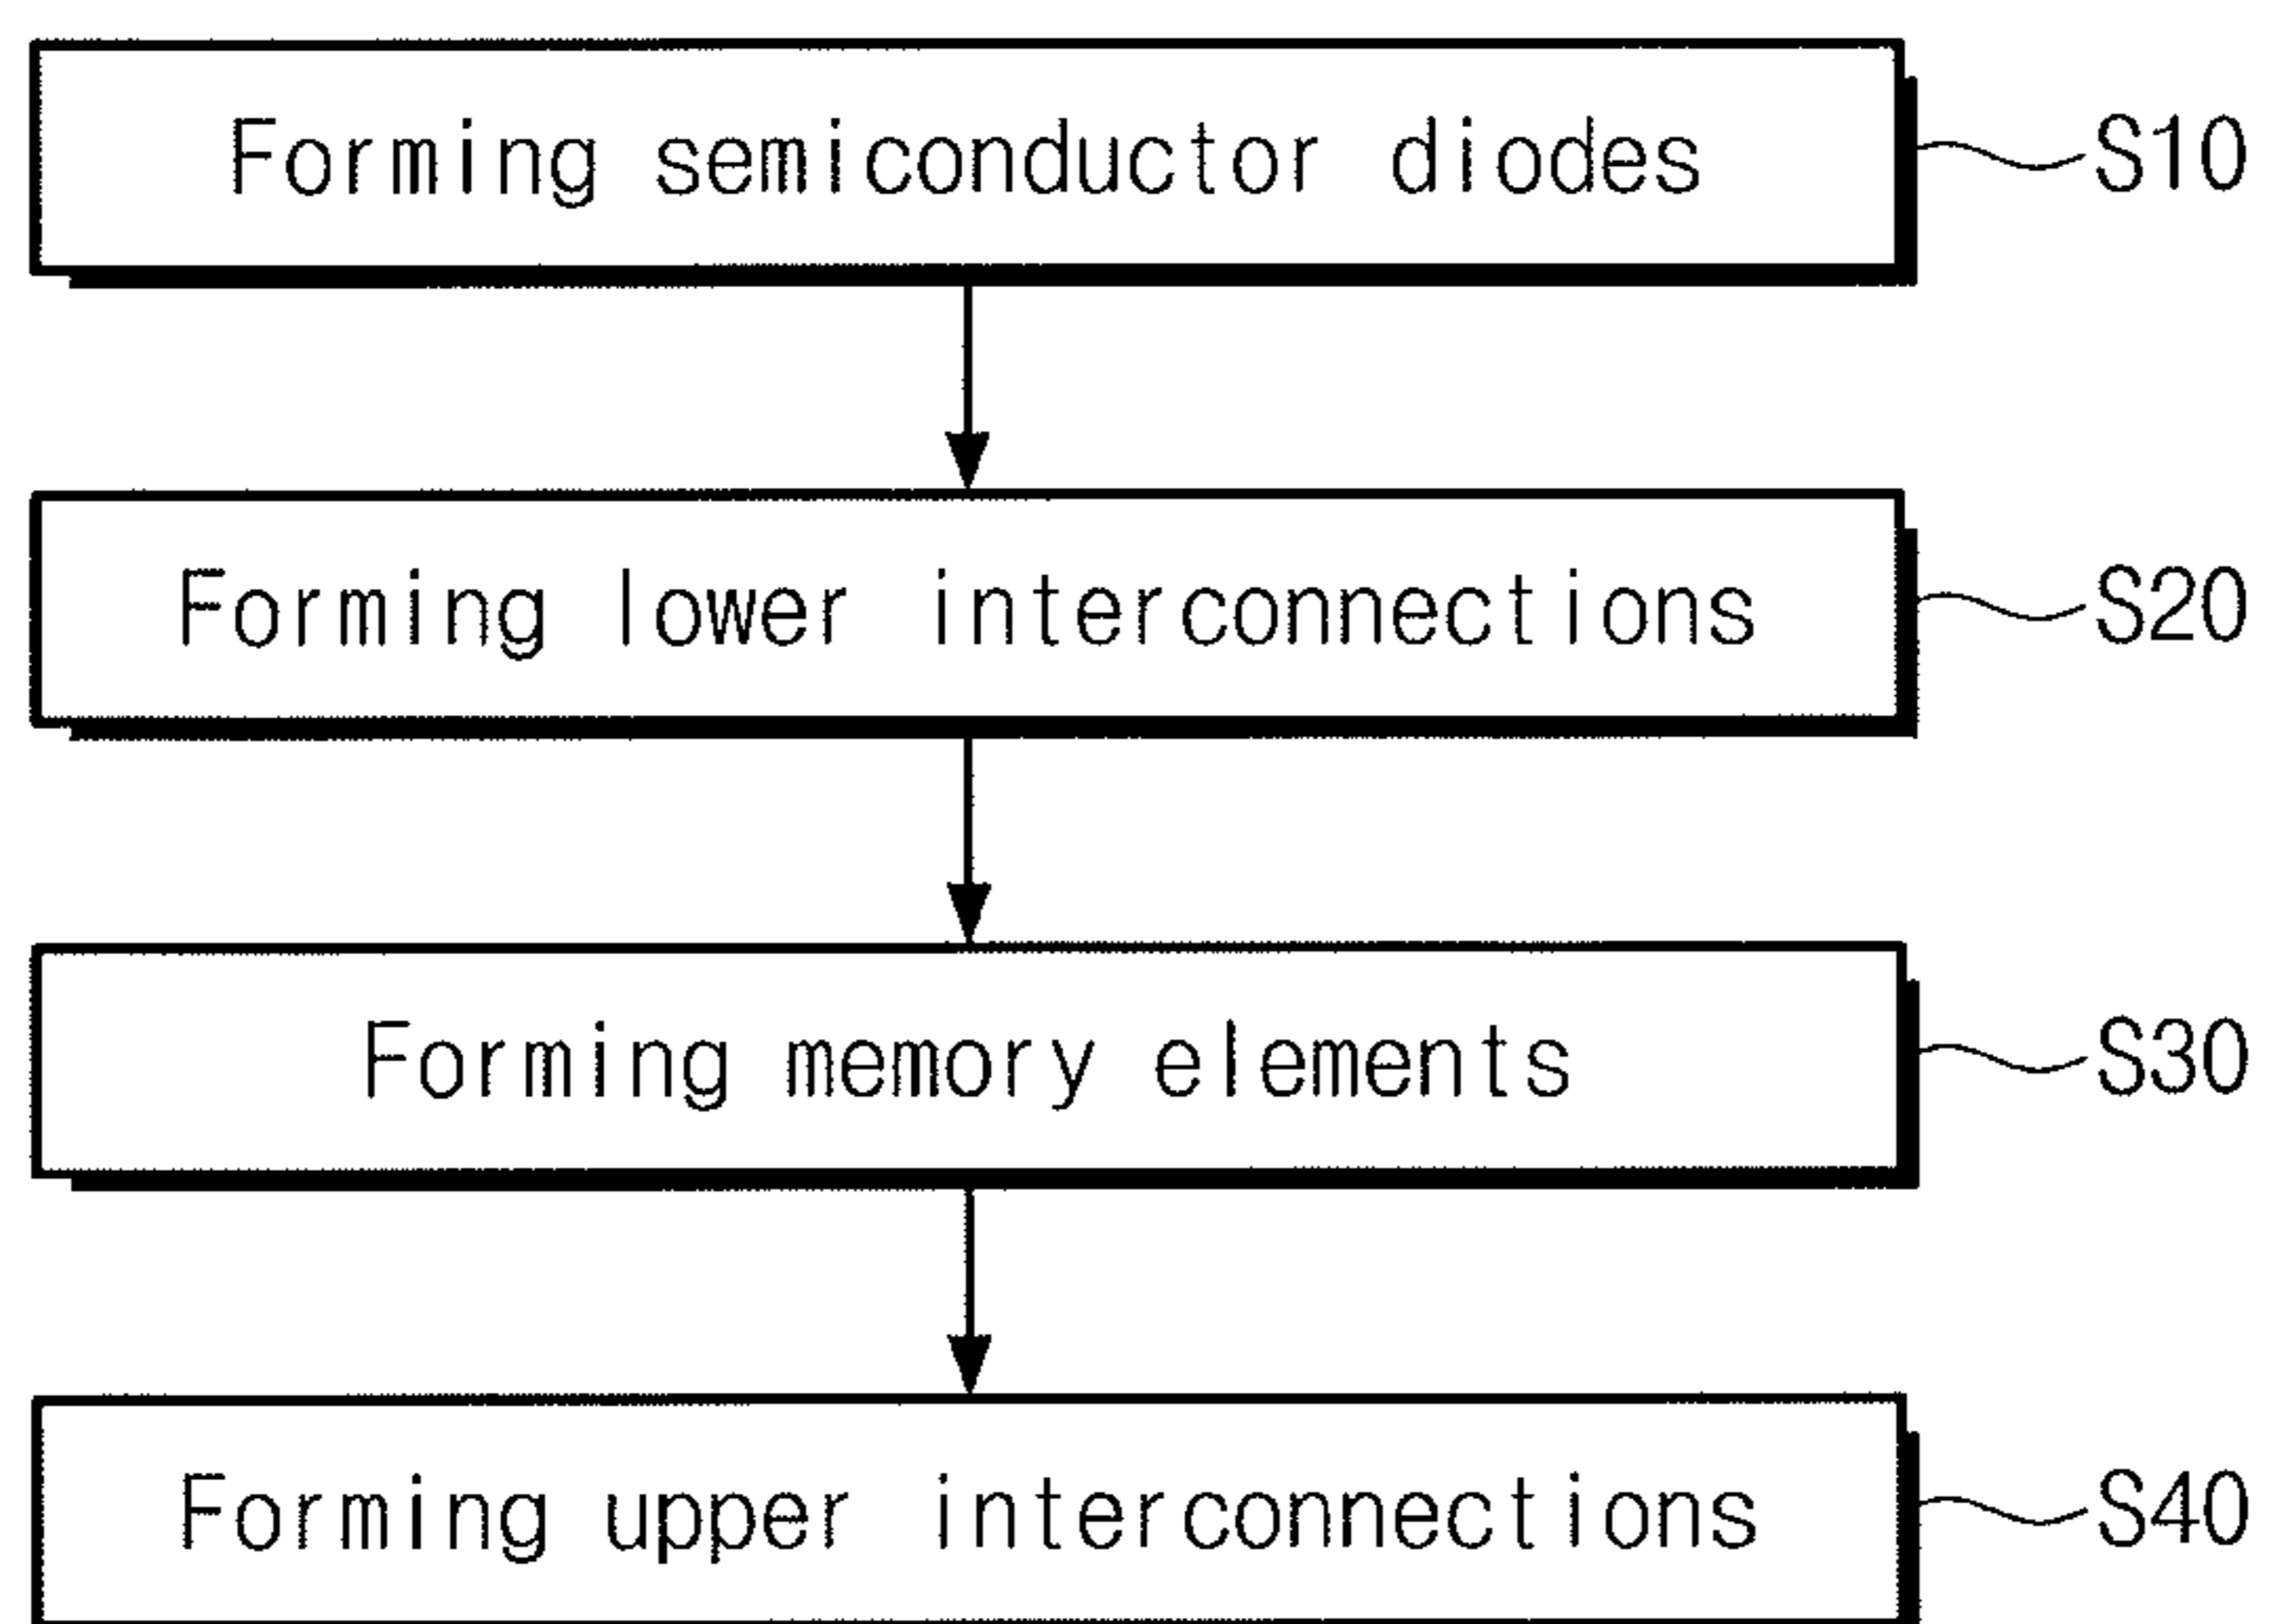 Forming semiconductor diodes S10
Forming lower interconnections S20
Forming memory elements S30
Forming upper interconnections S40